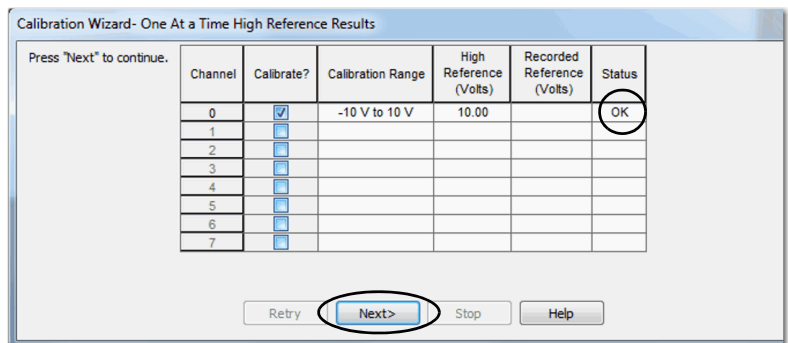 Calibration Wizard- One At a Time High Reference Results
Press "Next" to continue.
Channel Calibrate? Calibration Range High Reference (Volts) Recorded Reference (Volts) Status
0 -10 V to 10 V 10.00 OK
1
2
3
4
5
6
7
Retry Next> Stop Help